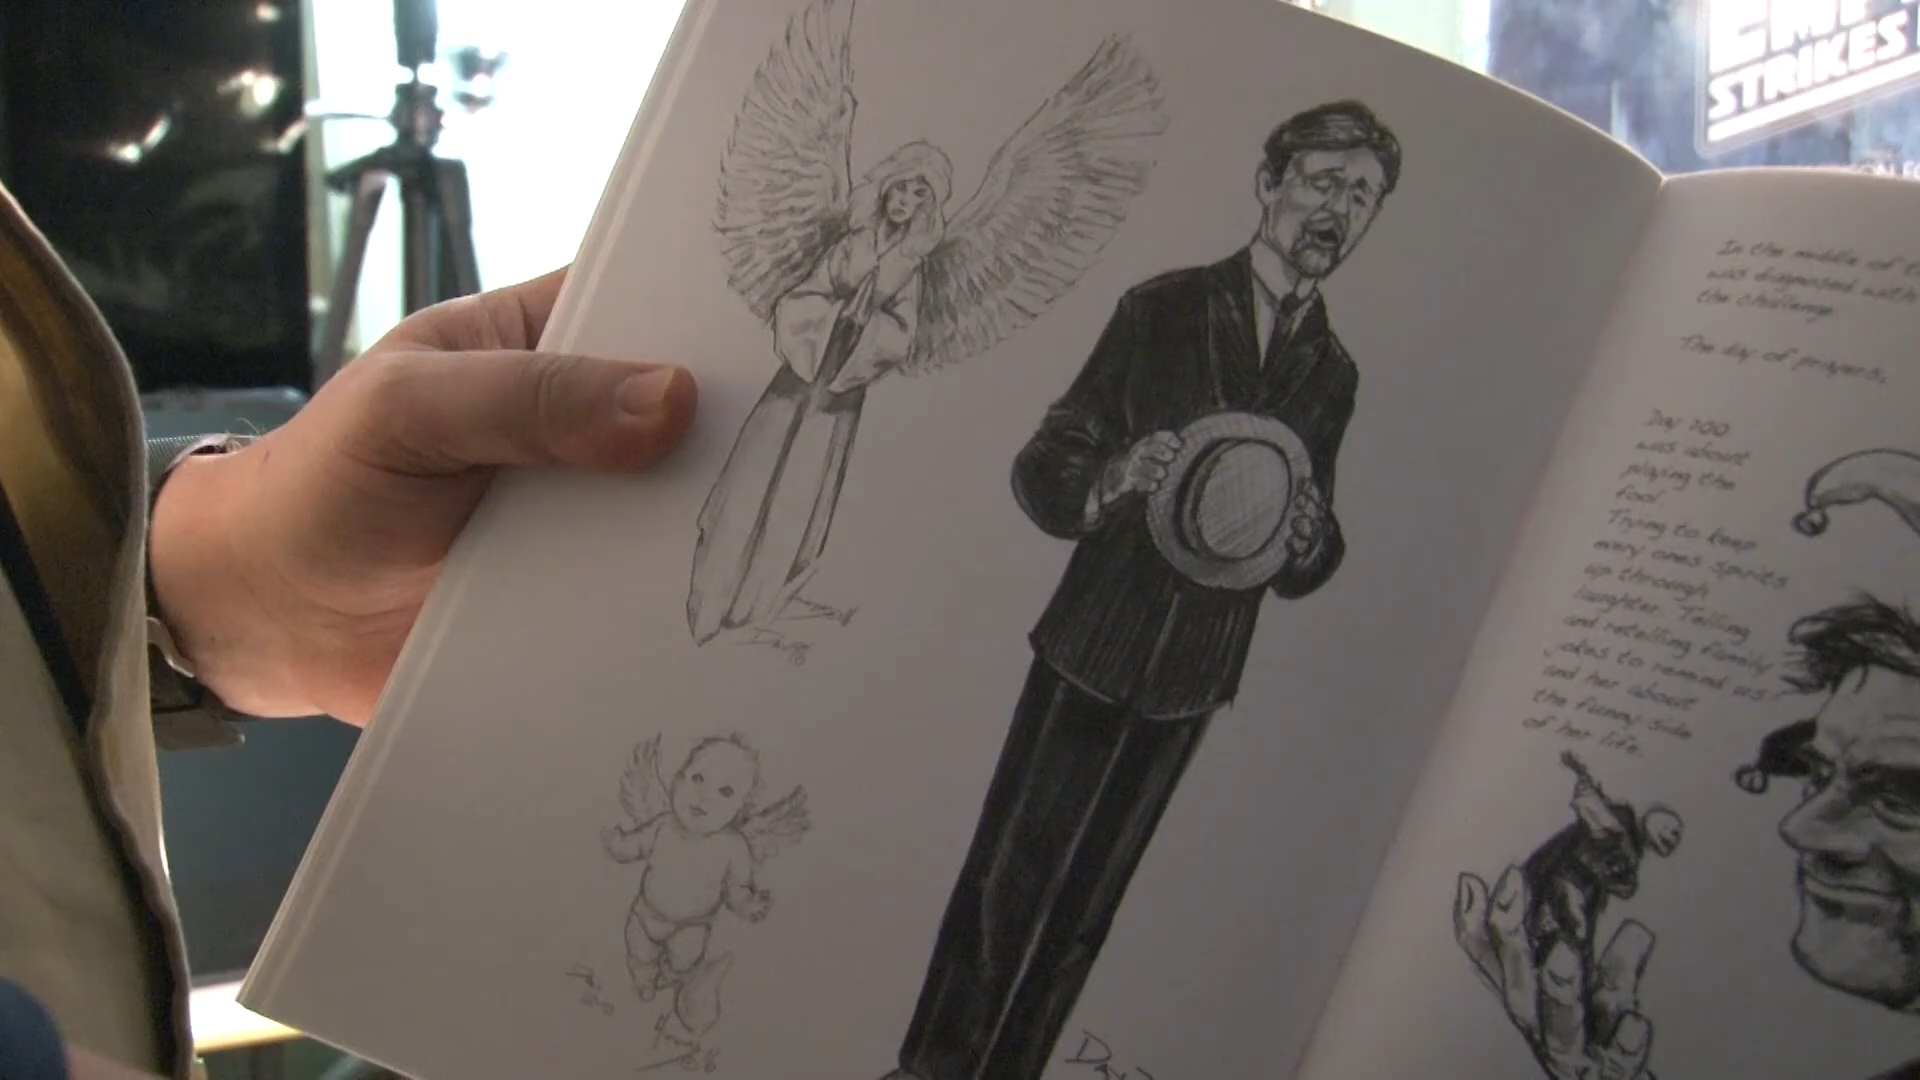 STRIKES
In the middle of
was diagnosed with
the challenge.
The day of prayers,
Day 200
was about
playing the
fool
Trying to keep
every ones spirits
up through
laughter. Telling
and retelling family
jokes to remind us
and her about
the funny side
of her life.
Day